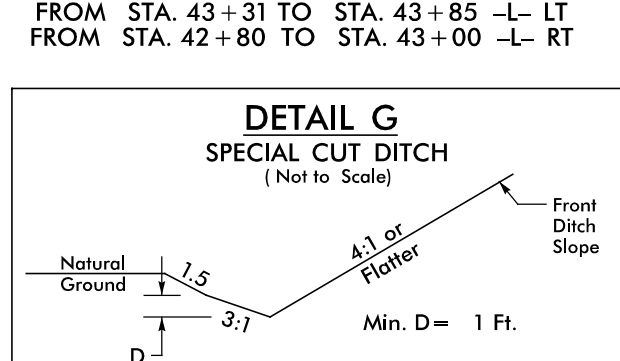 FROM STA. 43+31 TO STA. 43+85 -L- LT
FROM STA. 42+80 TO STA. 43+00 -L- RT
DETAIL G
SPECIAL CUT DITCH
( Not to Scale)
Front
Ditch
Slope
4:1 or
Flatter
Natural
Ground
1.5
3:1
Min. D= 1 Ft.
D